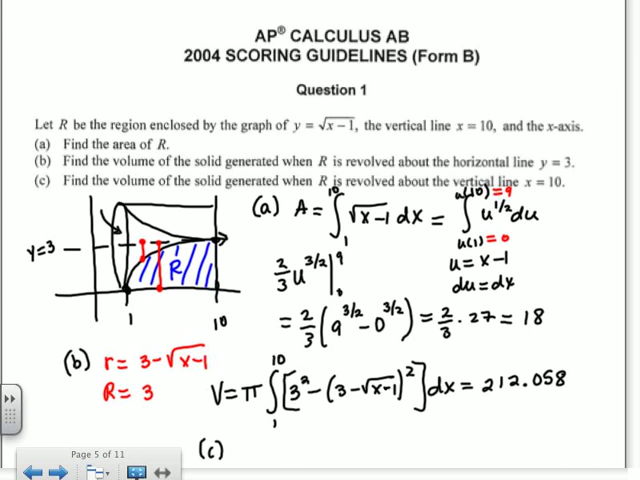 AP® CALCULUS AB
2004 SCORING GUIDELINES (Form B)
Question 1
Let R be the region enclosed by the graph of y = √(x − 1), the vertical line x = 10, and the x-axis.
(a) Find the area of R.
(b) Find the volume of the solid generated when R is revolved about the horizontal line y = 3.
(c) Find the volume of the solid generated when R is revolved about the vertical line x = 10.
(a) A = ∫₁¹⁰ √(x−1) dx = ∫_{u(1)=0}^{u(10)=9} u^{1/2} du
y=3
R
1
10
2/3 u^{3/2} |₀⁹
u = x−1
du = dx
= 2/3 (9^{3/2} − 0^{3/2}) = 2/3 · 27 = 18
(b) r = 3 − √(x−1)
R = 3
V = π ∫₁¹⁰ [3² − (3 − √(x−1))²] dx = 212.058
(c)
Page 5 of 11